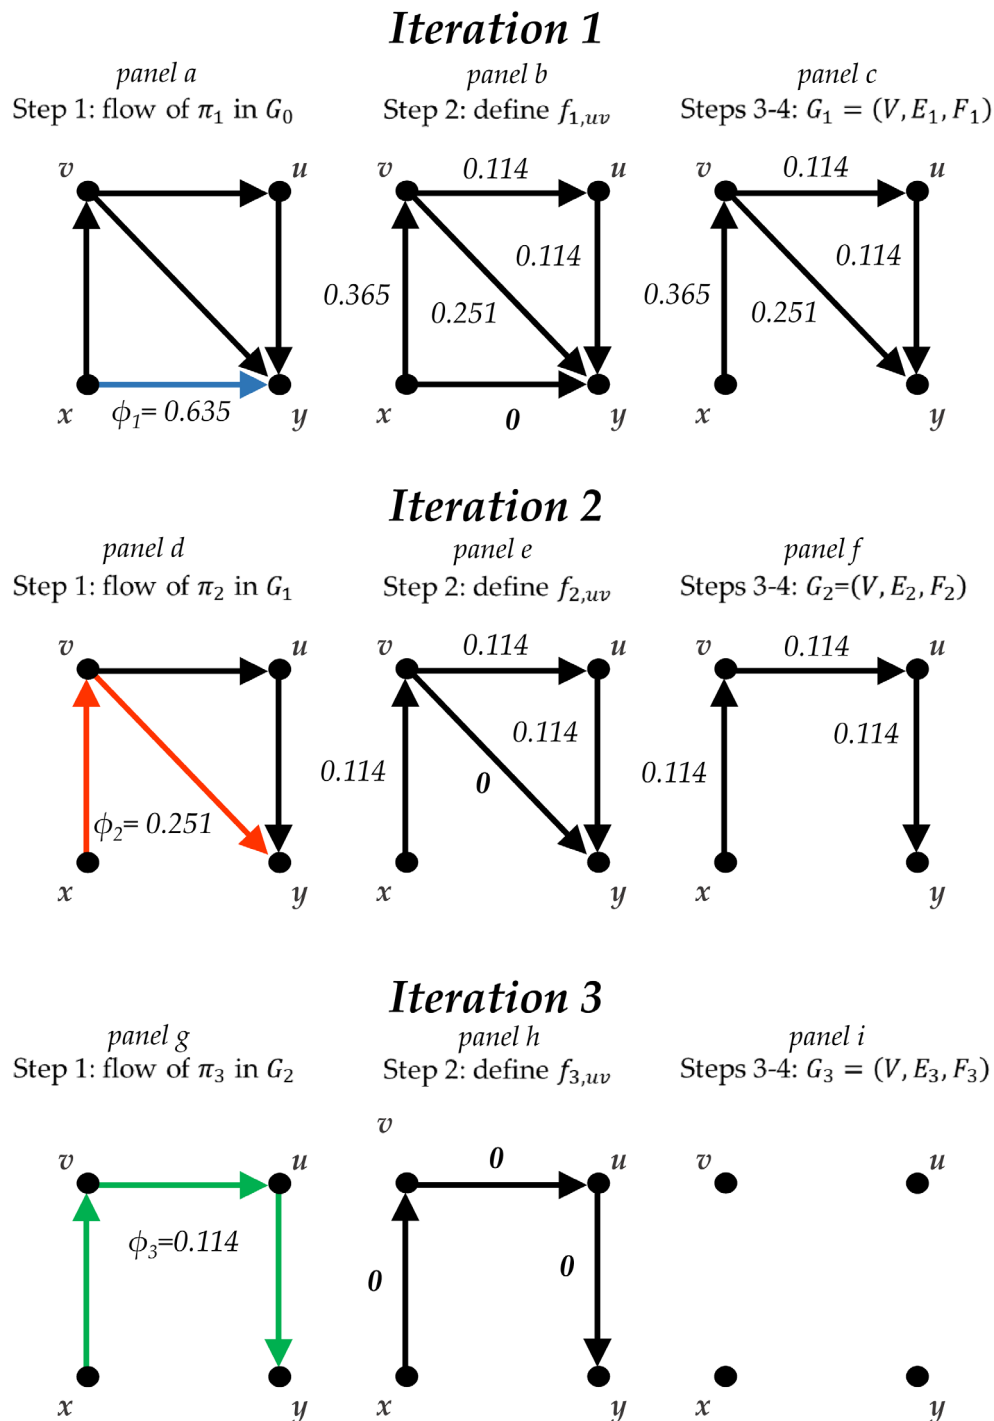 Iteration 1
panel a
panel b
panel c
Step 1: flow of π₁ in G₀
Step 2: define f₁,ᵤᵥ
Steps 3-4: G₁ = (V, E₁, F₁)
v
u
v
0.114
u
v
0.114
u
0.114
0.114
0.365
0.251
0.365
0.251
x
ϕ₁= 0.635
y
x
0
y
x
y
Iteration 2
panel d
panel e
panel f
Step 1: flow of π₂ in G₁
Step 2: define f₂,ᵤᵥ
Steps 3-4: G₂=(V, E₂, F₂)
v
u
v
0.114
u
v
0.114
u
0.114
0.114
0.114
0
0.114
ϕ₂= 0.251
x
y
x
y
x
y
Iteration 3
panel g
panel h
panel i
Step 1: flow of π₃ in G₂
Step 2: define f₃,ᵤᵥ
Steps 3-4: G₃ = (V, E₃, F₃)
v
v
u
0
u
v
u
ϕ₃=0.114
0
0
x
y
x
y
x
y